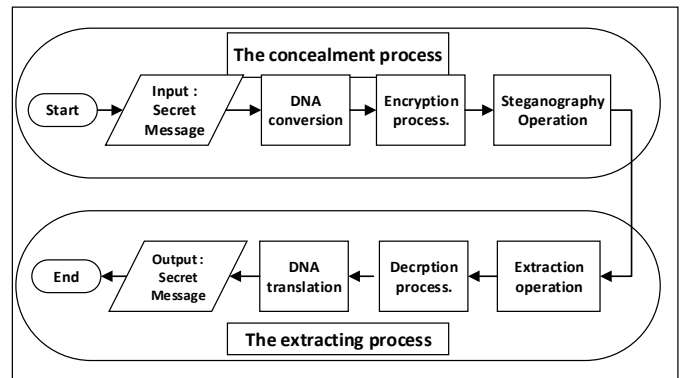 The concealment process
Start
Input :
Secret
Message
DNA
conversion
Encryption
process.
Steganography
Operation
End
Output :
Secret
Message
DNA
translation
Decrption
process.
Extraction
operation
The extracting process